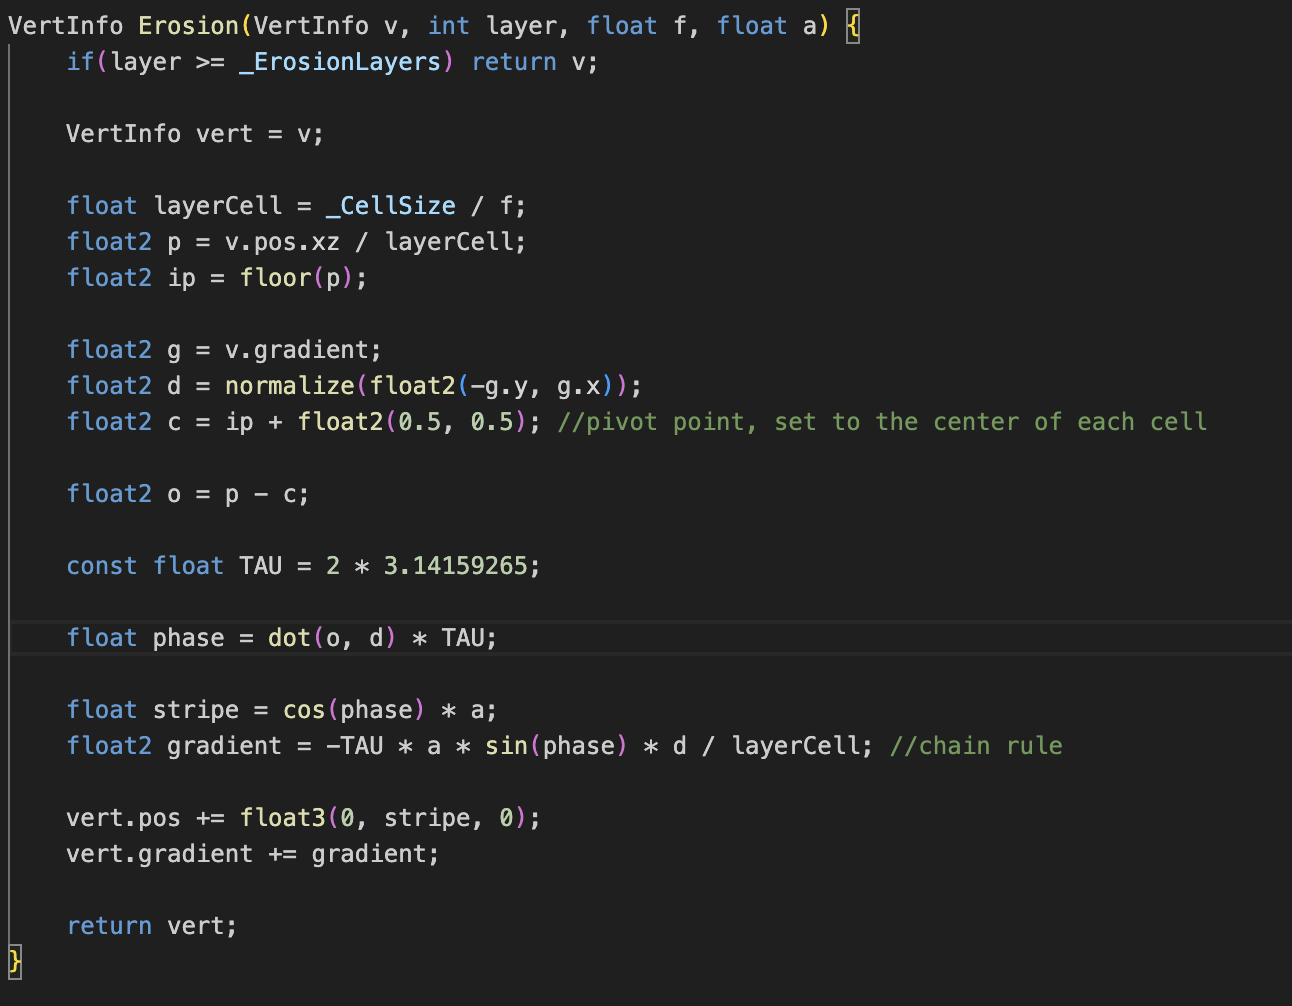 VertInfo Erosion(VertInfo v, int layer, float f, float a) {
if(layer >= _ErosionLayers) return v;
VertInfo vert = v;
float layerCell = _CellSize / f;
float2 p = v.pos.xz / layerCell;
float2 ip = floor(p);
float2 g = v.gradient;
float2 d = normalize(float2(-g.y, g.x));
float2 c = ip + float2(0.5, 0.5); //pivot point, set to the center of each cell
float2 o = p - c;
const float TAU = 2 * 3.14159265;
float phase = dot(o, d) * TAU;
float stripe = cos(phase) * a;
float2 gradient = -TAU * a * sin(phase) * d / layerCell; //chain rule
vert.pos += float3(0, stripe, 0);
vert.gradient += gradient;
return vert;
}